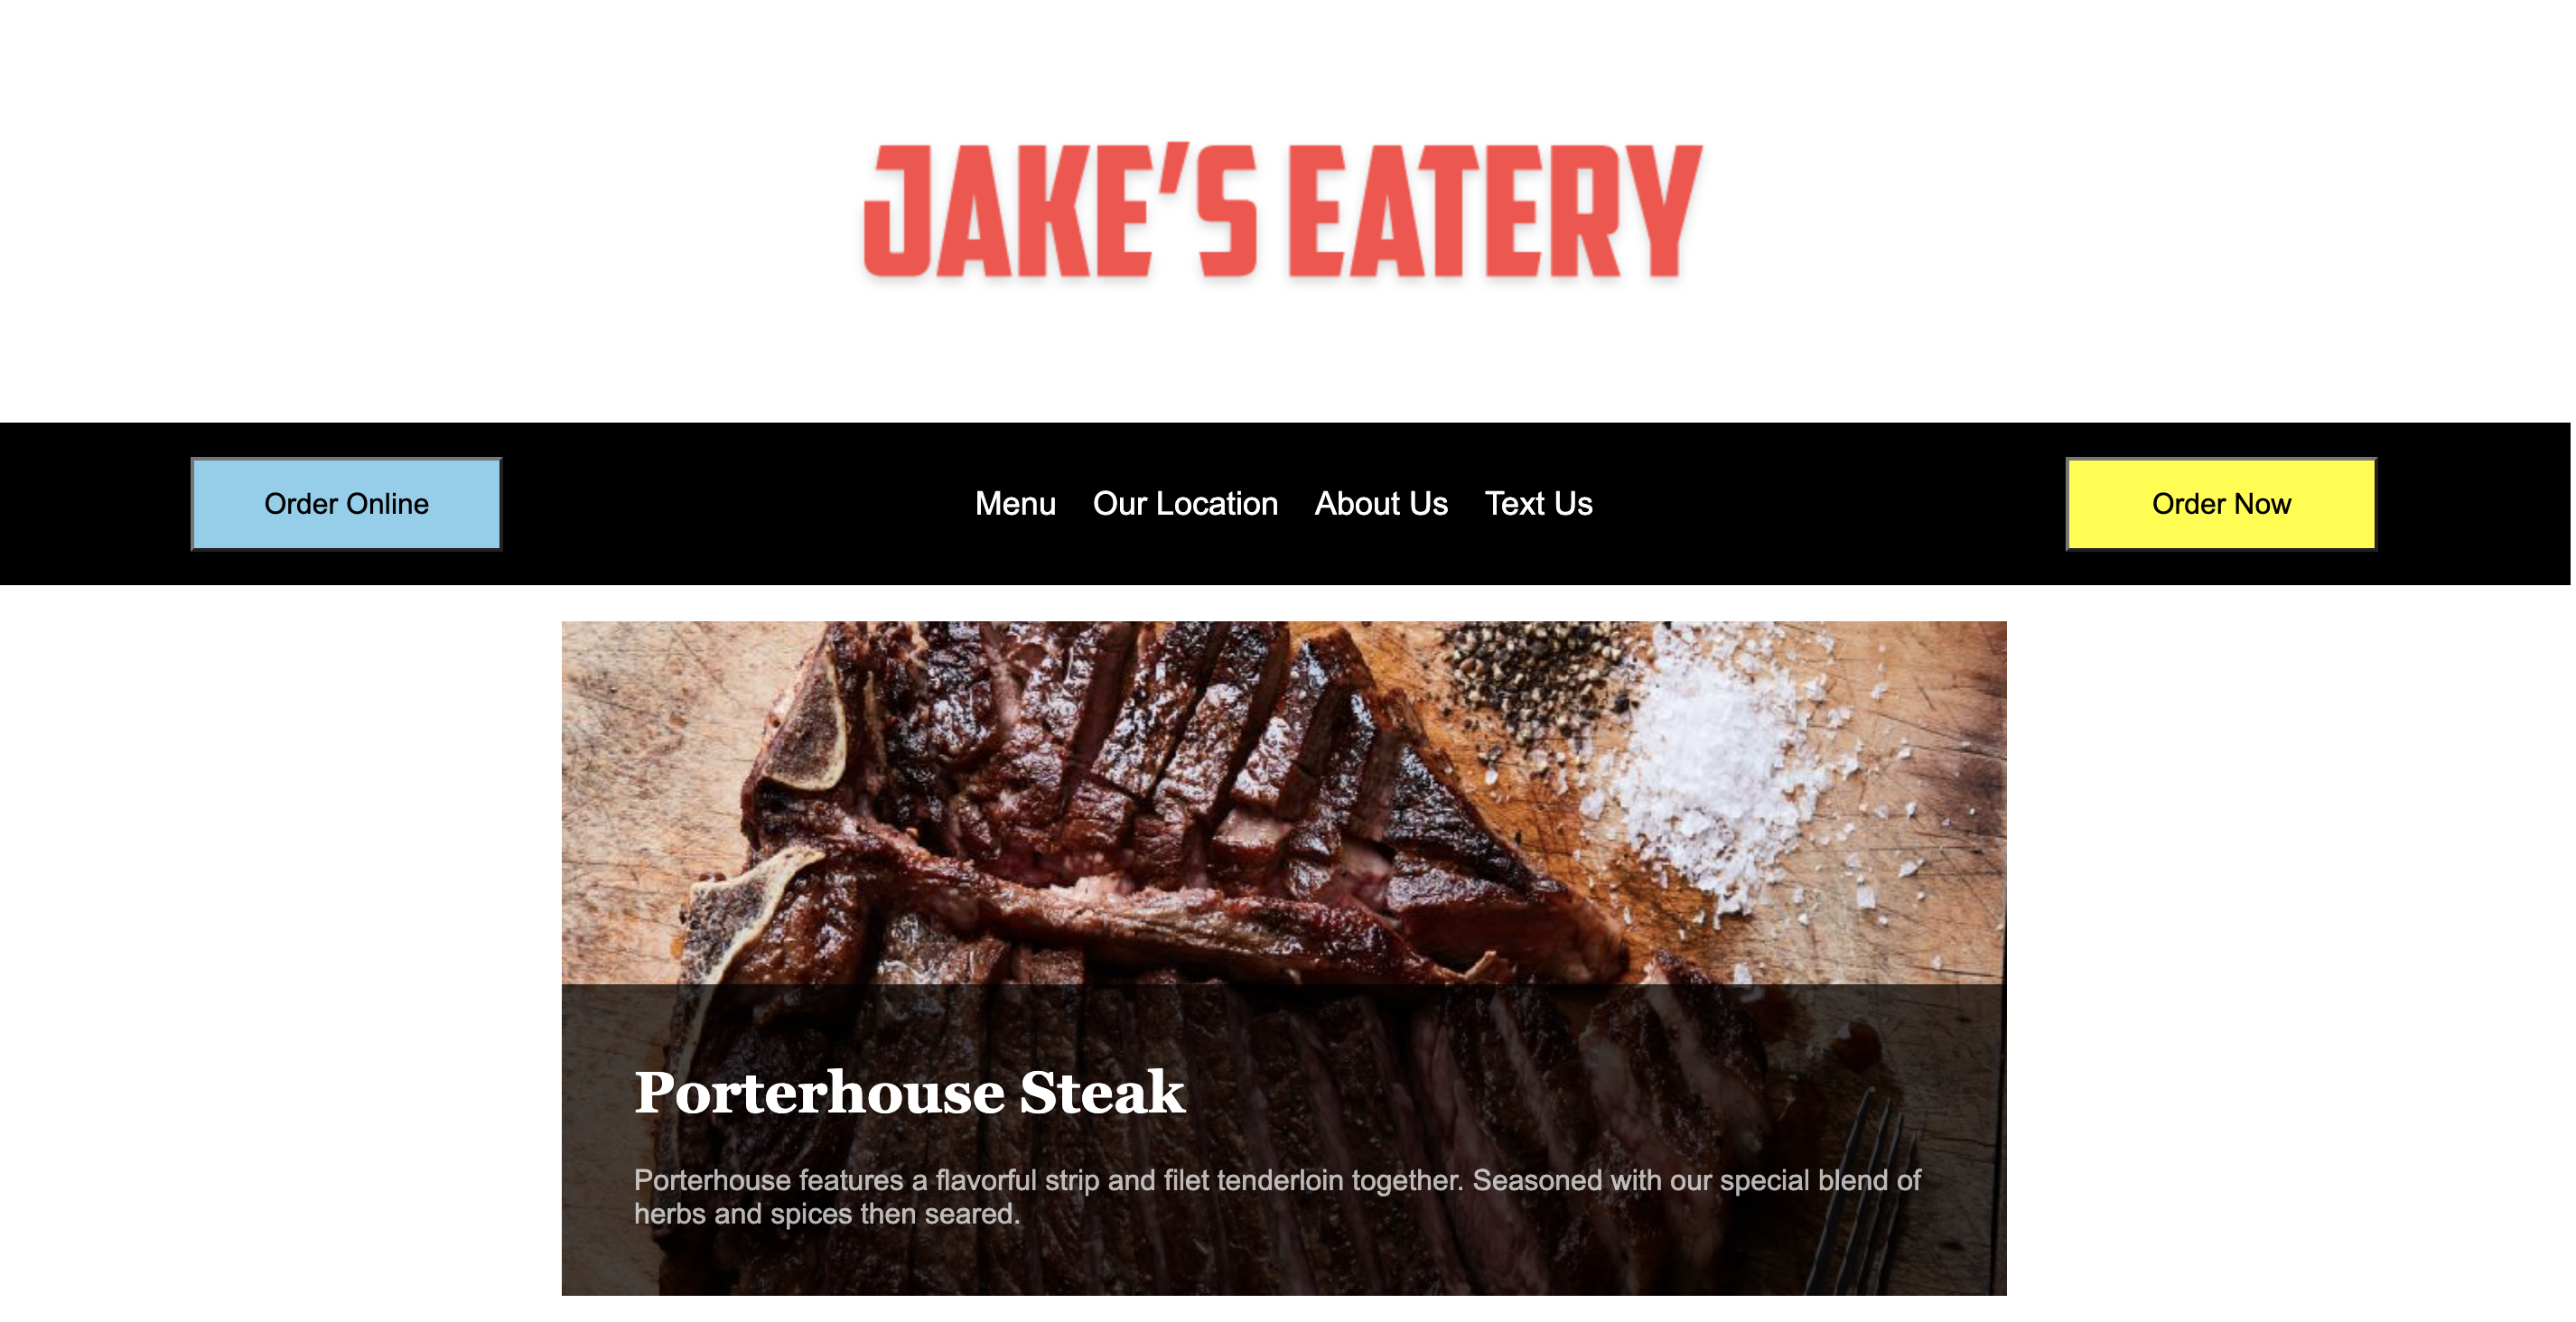 JAKE'S EATERY
Order Online
Menu Our Location About Us Text Us
Order Now
Porterhouse Steak
Porterhouse features a flavorful strip and filet tenderloin together. Seasoned with our special blend of
herbs and spices then seared.